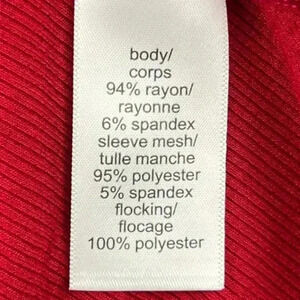 body/
corps
94% rayon/
rayonne
6% spandex
sleeve mesh/
tulle manche
95% polyester
5% spandex
flocking/
flocage
100% polyester